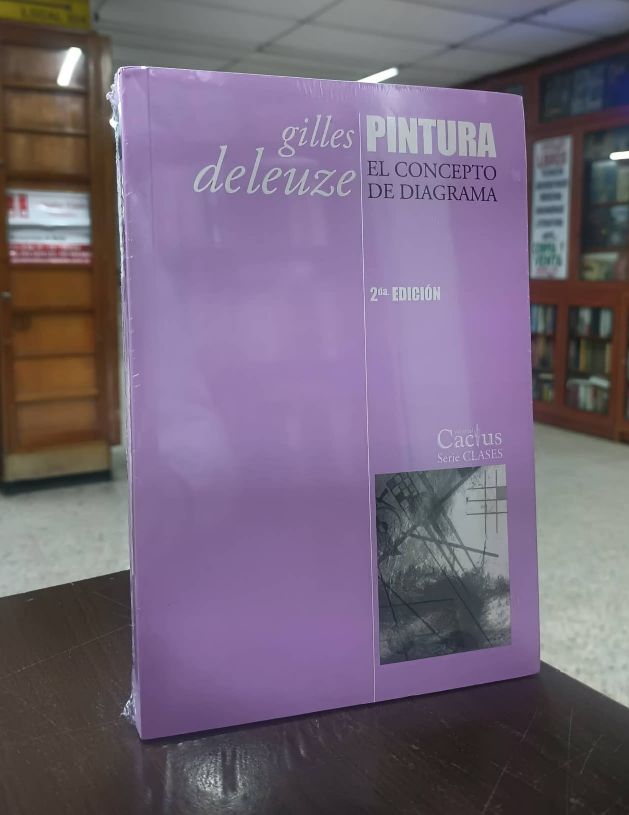 gilles
deleuze
PINTURA
EL CONCEPTO
DE DIAGRAMA
2da. EDICIÓN
Cactus
Serie CLASES